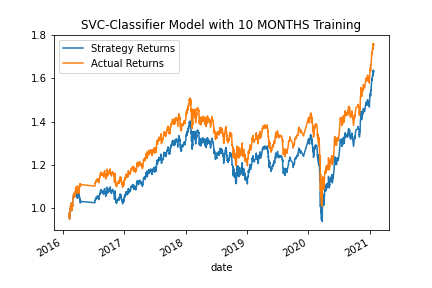 SVC-Classifier Model with 10 MONTHS Training
Strategy Returns
Actual Returns
1.8
1.6
1.4
1.2
1.0
2016
2017
2018
2019
2020
2021
date